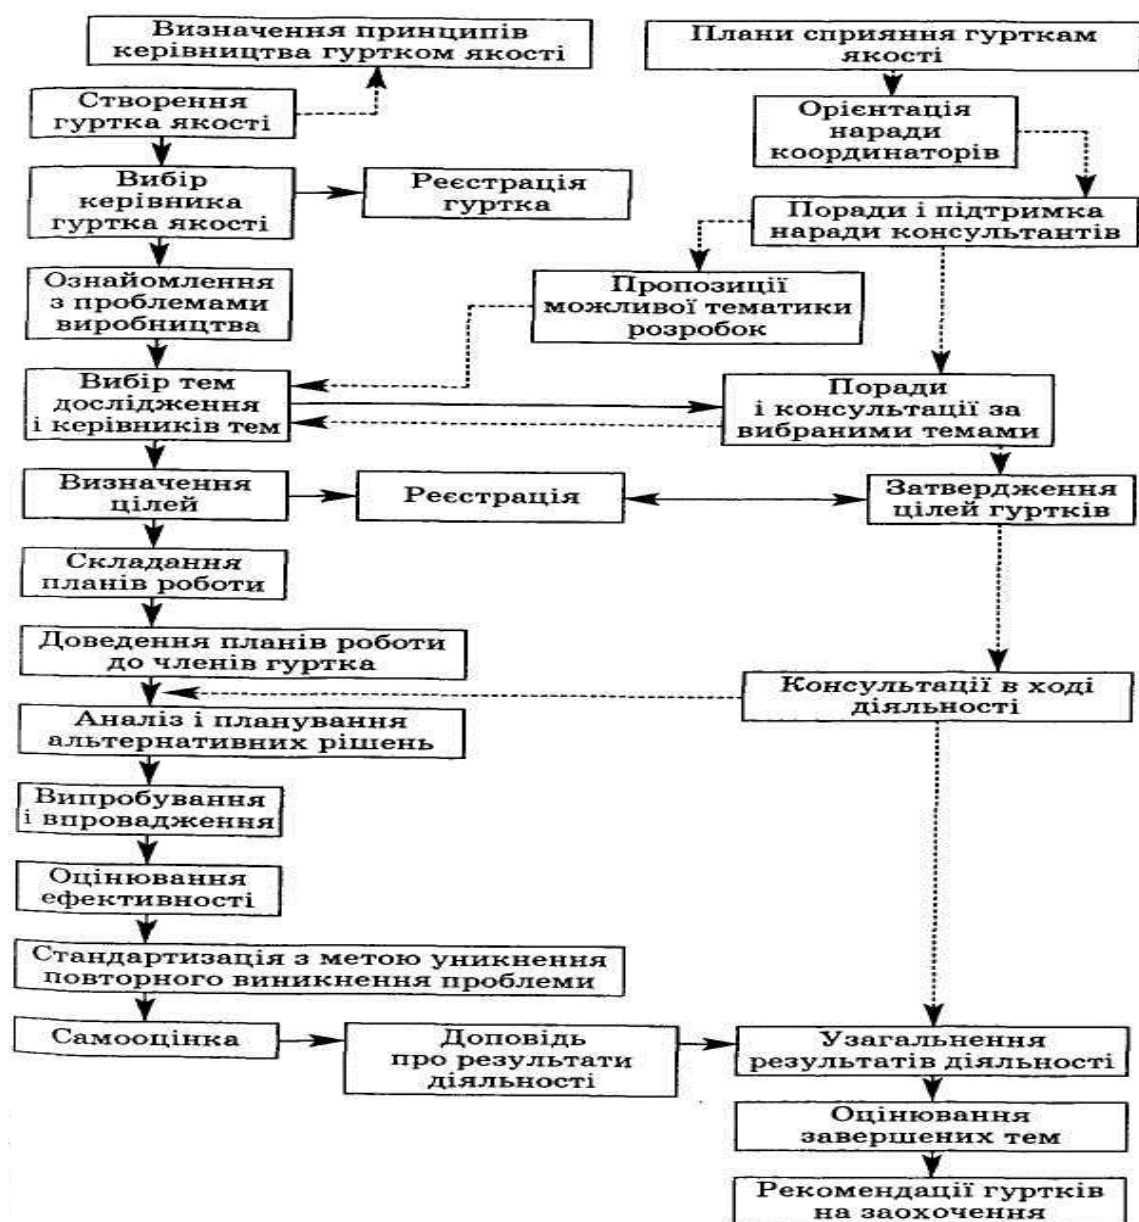 Визначення принципів
керівництва гуртком якості
Плани сприяння гурткам
якості
Створення
гуртка якості
Орієнтація
наради
координаторів
Вибір
керівника
гуртка якості
Реєстрація
гуртка
Поради і підтримка
наради консультантів
Ознайомлення
з проблемами
виробництва
Пропозиції
можливої тематики
розробок
Вибір тем
дослідження
і керівників тем
Поради
і консультації за
вибраними темами
Визначення
цілей
Реєстрація
Затвердження
цілей гуртків
Складання
планів роботи
Доведення планів роботи
до членів гуртка
Консультації в ході
діяльності
Аналіз і планування
альтернативних рішень
Випробування
і впровадження
Оцінювання
ефективності
Стандартизація з метою уникнення
повторного виникнення проблеми
Самооцінка
Доповідь
про результати
діяльності
Узагальнення
результатів діяльності
Оцінювання
завершених тем
Рекомендації гуртків
на заохочення